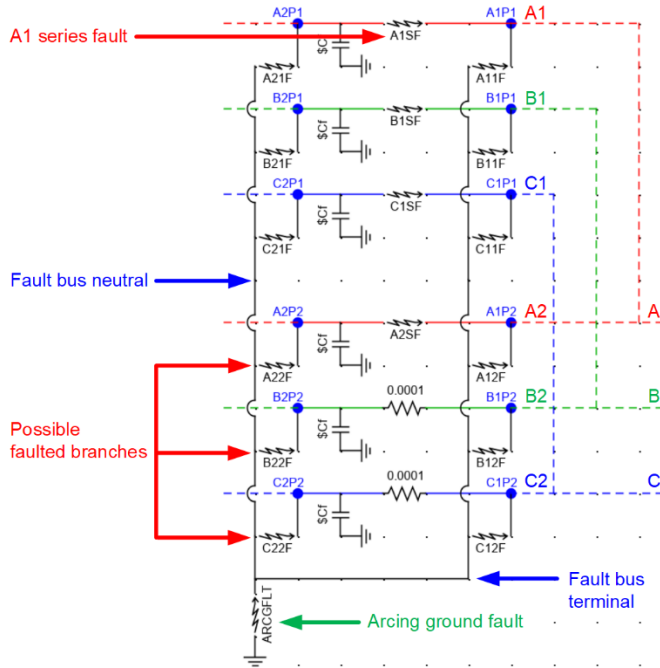 A2P1
A1P1
A1
A1 series fault
$Cf
A1SF
A21F
A11F
B2P1
B1P1
B1
$Cf
B1SF
B21F
B11F
C2P1
C1P1
C1
$Cf
C1SF
C21F
C11F
Fault bus neutral
A2P2
A1P2
A2
A
$Cf
A2SF
A22F
A12F
B2P2
0.0001
B1P2
B2
B
Possible
faulted branches
$Cf
B22F
B12F
C2P2
0.0001
C1P2
C2
C
$Cf
C22F
C12F
Fault bus
terminal
ARCGFLT
Arcing ground fault